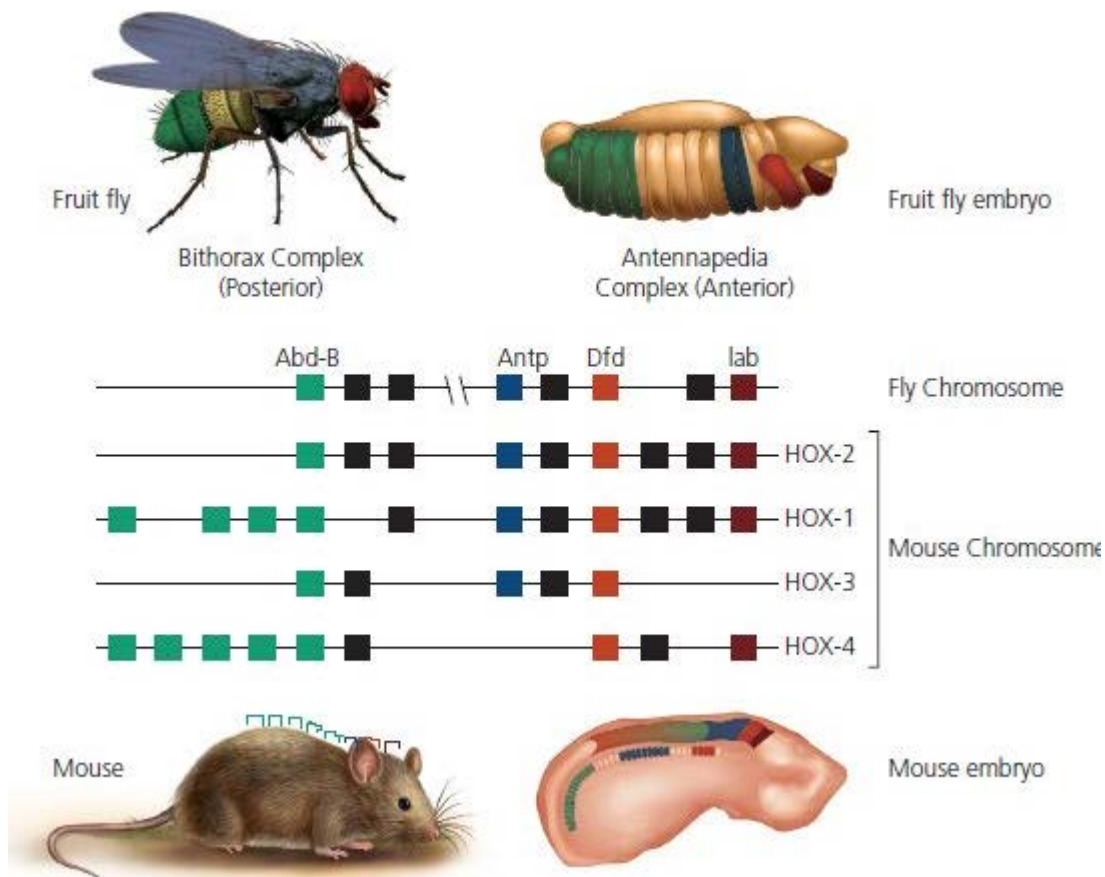 Fruit fly
Fruit fly embryo
Bithorax Complex
(Posterior)
Antennapedia
Complex (Anterior)
Abd-B
Antp
Dfd
lab
Fly Chromosome
HOX-2
HOX-1
Mouse Chromosome
HOX-3
HOX-4
Mouse
Mouse embryo